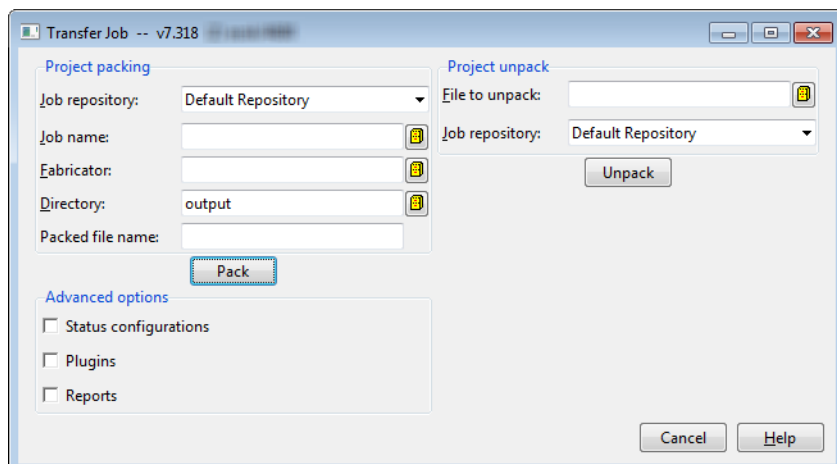 Transfer Job -- v7.318
Project packing
Job repository: Default Repository
Job name:
Fabricator:
Directory: output
Packed file name:
Pack
Advanced options
Status configurations
Plugins
Reports
Project unpack
File to unpack:
Job repository: Default Repository
Unpack
Cancel Help